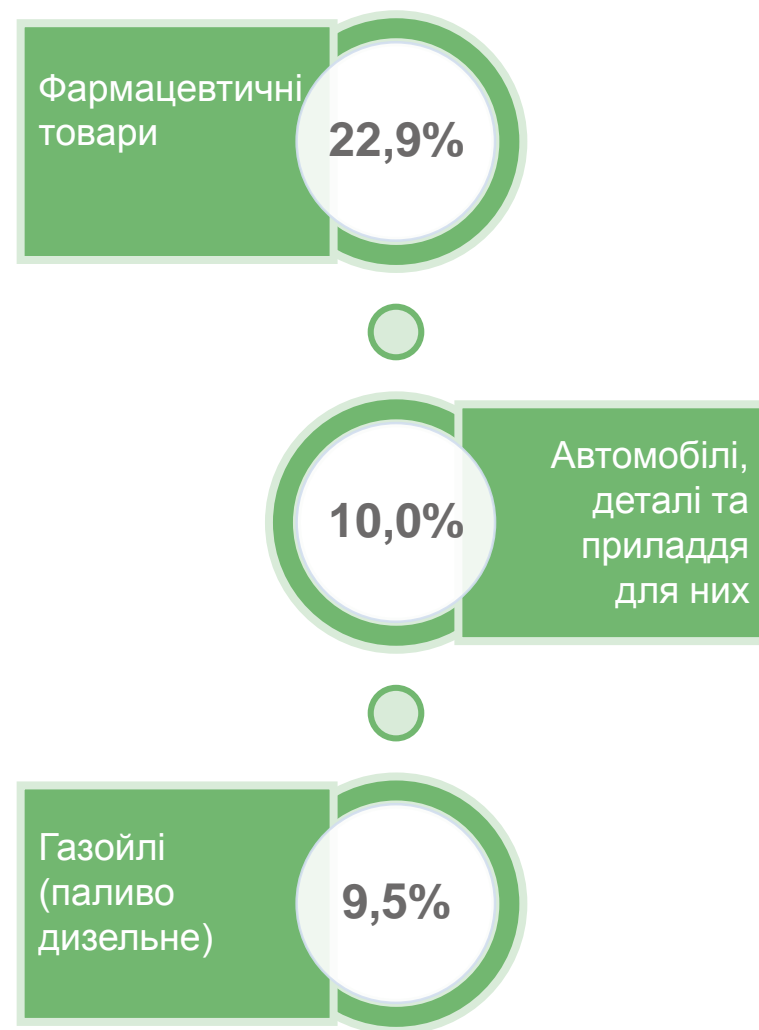 Фармацевтичні
товари
22,9%
10,0%
Автомобілі,
деталі та
приладдя
для них
Газойлі
(паливо
дизельне)
9,5%